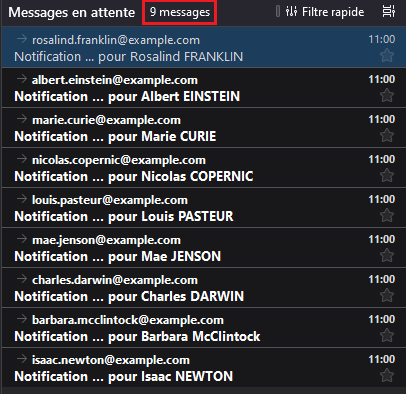 Messages en attente 9 messages Filtre rapide
rosalind.franklin@example.com 11:00
Notification ... pour Rosalind FRANKLIN
albert.einstein@example.com 11:00
Notification ... pour Albert EINSTEIN
marie.curie@example.com 11:00
Notification ... pour Marie CURIE
nicolas.copernic@example.com 11:00
Notification ... pour Nicolas COPERNIC
louis.pasteur@example.com 11:00
Notification ... pour Louis PASTEUR
mae.jenson@example.com 11:00
Notification ... pour Mae JENSON
charles.darwin@example.com 11:00
Notification ... pour Charles DARWIN
barbara.mcclintock@example.com 11:00
Notification ... pour Barbara McClintock
isaac.newton@example.com 11:00
Notification ... pour Isaac NEWTON